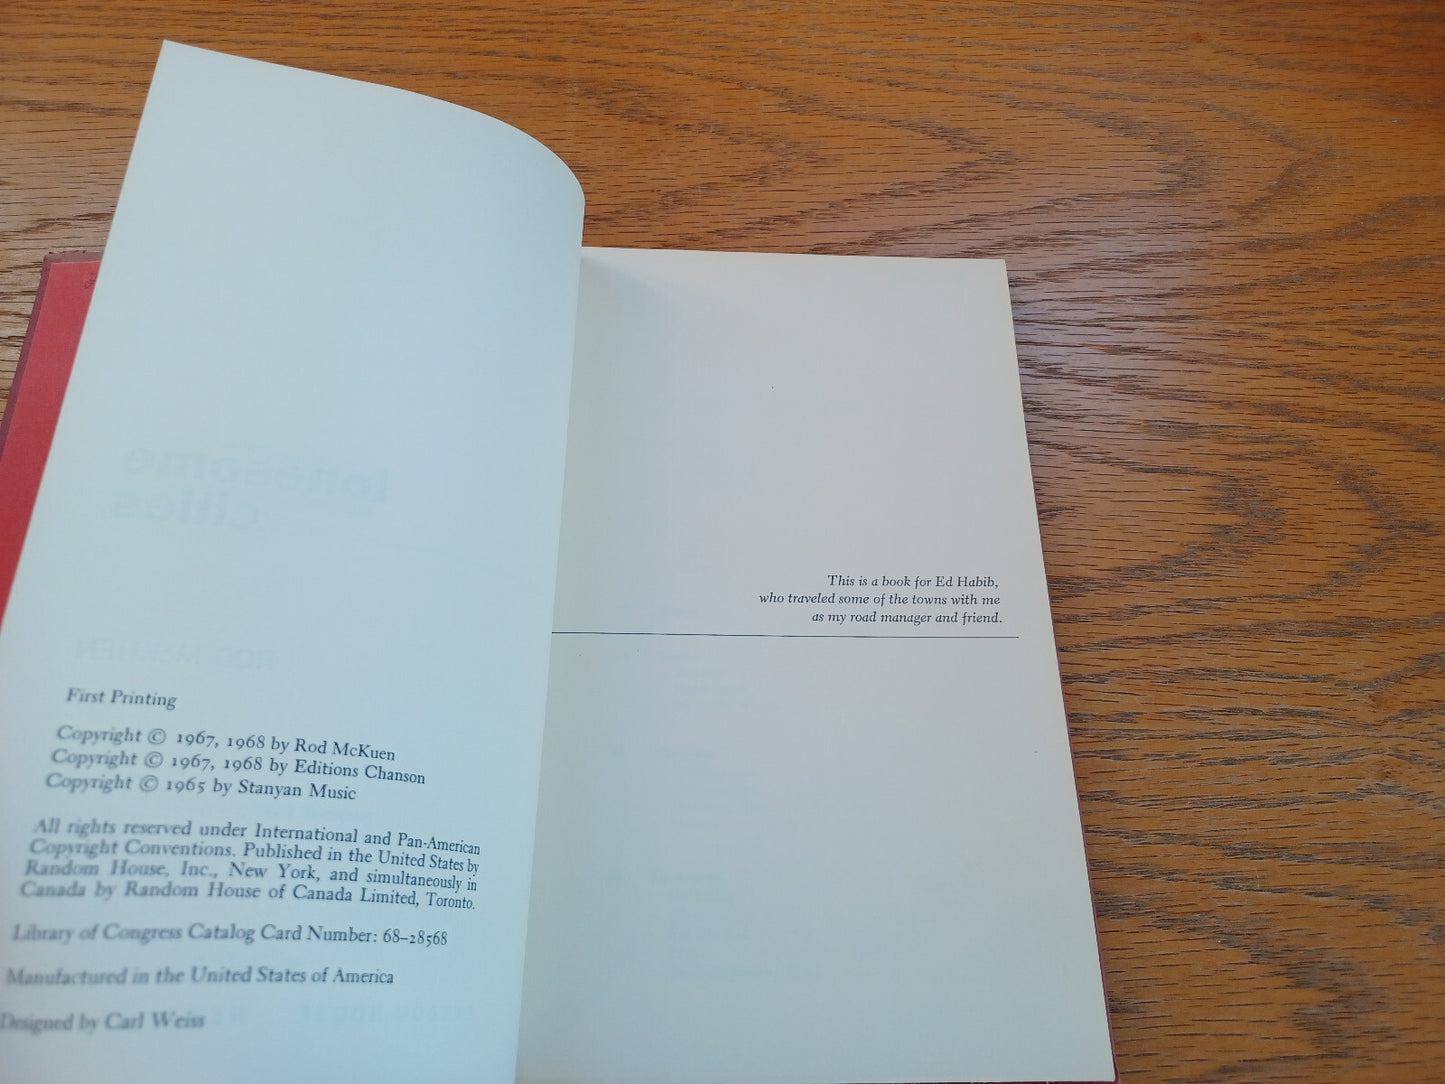 lonesome
cities
ROD McKUEN
First Printing
Copyright © 1967, 1968 by Rod McKuen
Copyright © 1967, 1968 by Editions Chanson
Copyright © 1965 by Stanyan Music
All rights reserved under International and Pan-American
Copyright Conventions. Published in the United States by
Random House, Inc., New York, and simultaneously in
Canada by Random House of Canada Limited, Toronto.
Library of Congress Catalog Card Number: 68–28568
Manufactured in the United States of America
Designed by Carl Weiss
This is a book for Ed Habib,
who traveled some of the towns with me
as my road manager and friend.